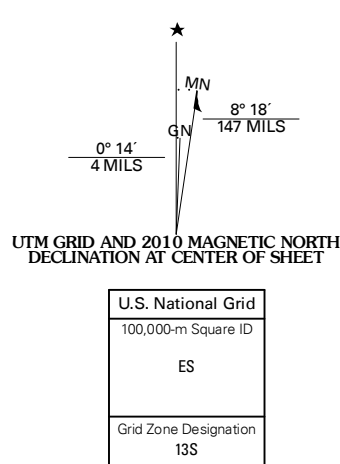 MN
8° 18´
147 MILS
GN
0° 14´
4 MILS
UTM GRID AND 2010 MAGNETIC NORTH
DECLINATION AT CENTER OF SHEET
U.S. National Grid
100,000-m Square ID
ES
Grid Zone Designation
13S